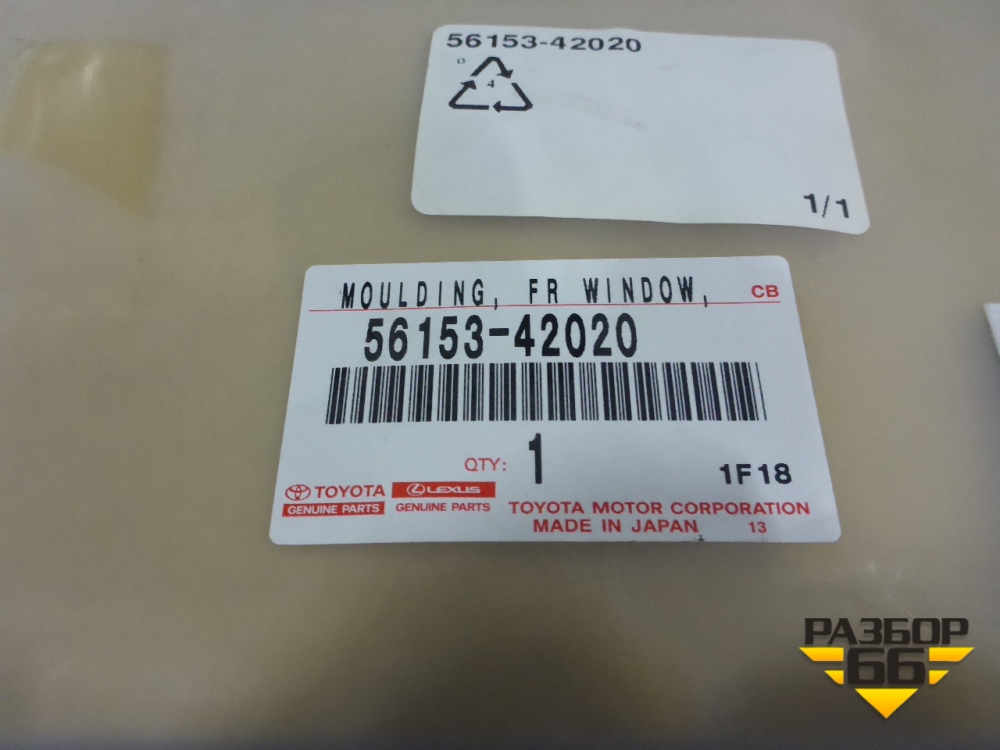 56153-42020
4
1/1
MOULDING, FR WINDOW,
CB
56153-42020
QTY: 1
1F18
TOYOTA
GENUINE PARTS
LEXUS
GENUINE PARTS
TOYOTA MOTOR CORPORATION
MADE IN JAPAN 13
РАЗБОР
66